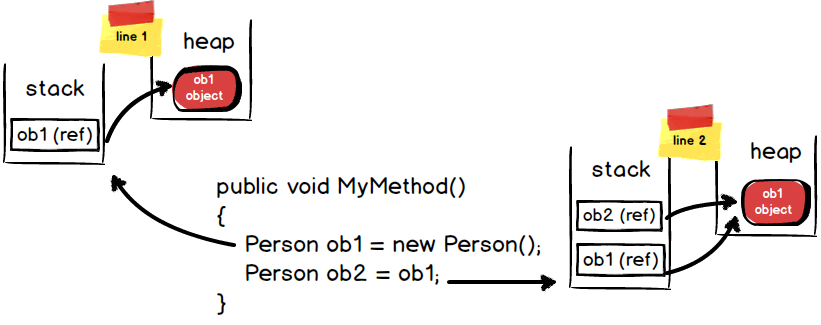 line 1
heap
stack
ob1
object
ob1 (ref)
public void MyMethod()
{
Person ob1 = new Person();
Person ob2 = ob1;
}
line 2
heap
stack
ob1
object
ob2 (ref)
ob1 (ref)